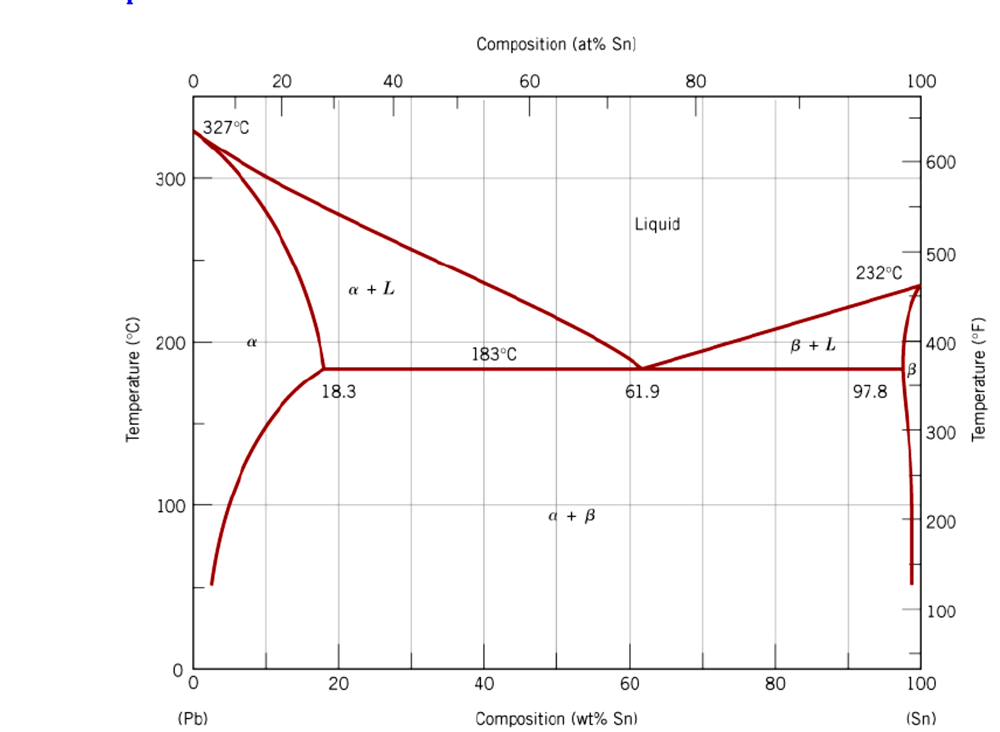 Composition (at% Sn)
0 20 40 60 80 100
327°C
600
300
Liquid
500
232°C
α + L
α
200
183°C
β + L
400
β
18.3
61.9
97.8
Temperature (°C)
Temperature (°F)
300
100
α + β
200
100
0
0 20 40 60 80 100
(Pb)
Composition (wt% Sn)
(Sn)